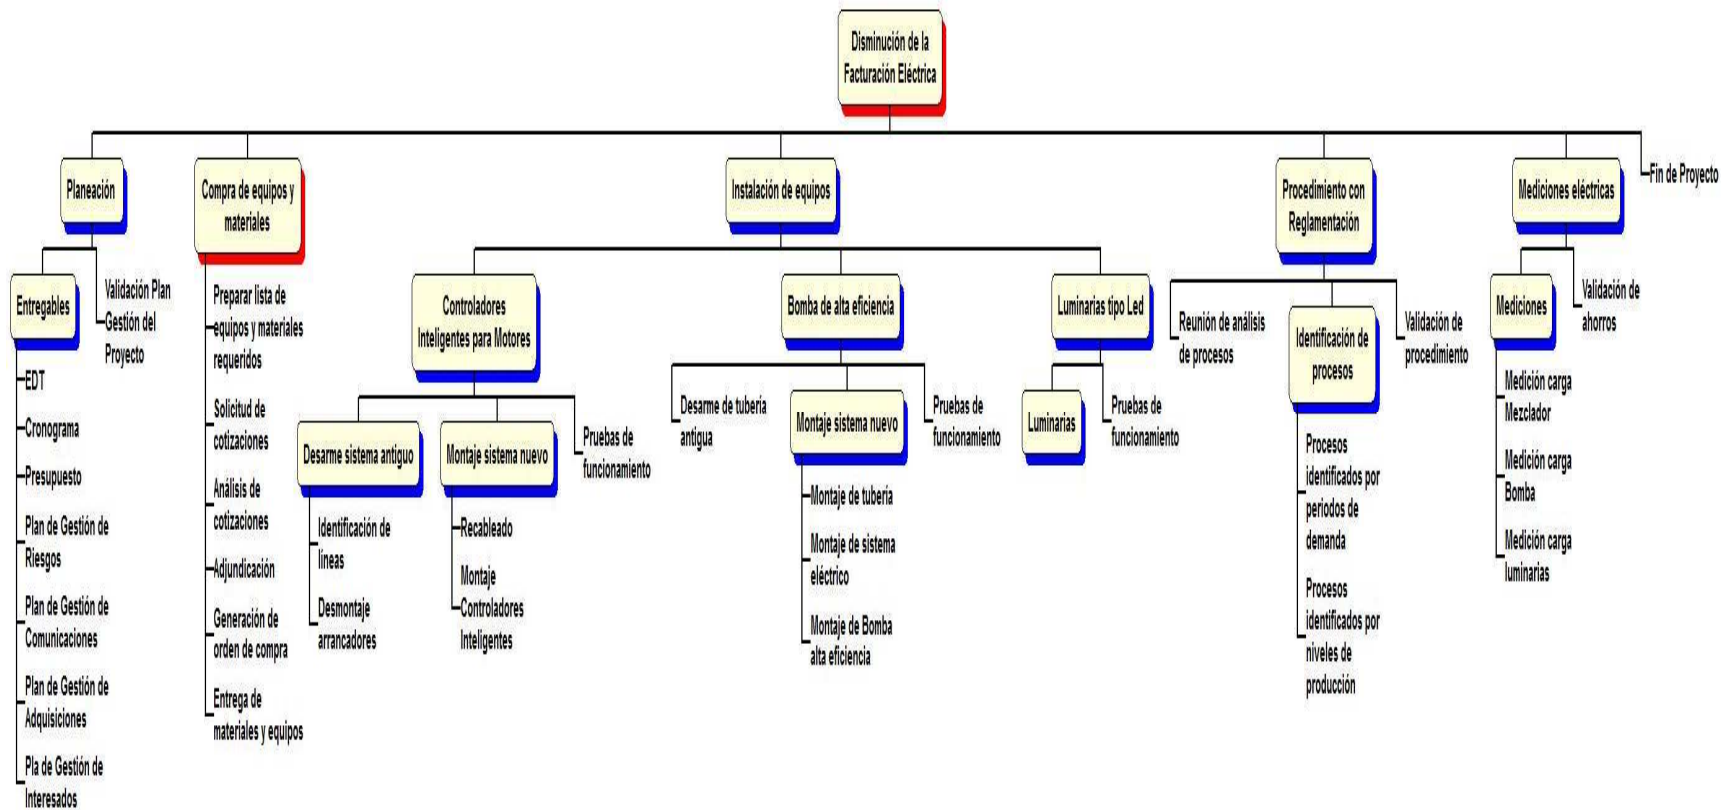 Disminución de la
Facturación Eléctrica
Planeación
Compra de equipos y
materiales
Instalación de equipos
Procedimiento con
Reglamentación
Mediciones eléctricas
Fin de Proyecto
Entregables
Validación Plan
Gestión del
Proyecto
EDT
Cronograma
Presupuesto
Plan de Gestión de
Riesgos
Plan de Gestión de
Comunicaciones
Plan de Gestión de
Adquisiciones
Pla de Gestión de
Interesados
Preparar lista de
equipos y materiales
requeridos
Solicitud de
cotizaciones
Análisis de
cotizaciones
Adjundicación
Generación de
orden de compra
Entrega de
materiales y equipos
Controladores
Inteligentes para Motores
Desarme sistema antiguo
Identificación de
líneas
Desmontaje
arrancadores
Montaje sistema nuevo
Recableado
Montaje
Controladores
Inteligentes
Pruebas de
funcionamiento
Bomba de alta eficiencia
Desarme de tubería
antigua
Montaje sistema nuevo
Montaje de tubería
Montaje de sistema
eléctrico
Montaje de Bomba
alta eficiencia
Pruebas de
funcionamiento
Luminarias tipo Led
Luminarias
Pruebas de
funcionamiento
Reunión de análisis
de procesos
Identificación de
procesos
Procesos
identificados por
periodos de
demanda
Procesos
identificados por
niveles de
producción
Validación de
procedimiento
Mediciones
Medición carga
Mezclador
Medición carga
Bomba
Medición carga
luminarias
Validación de
ahorros